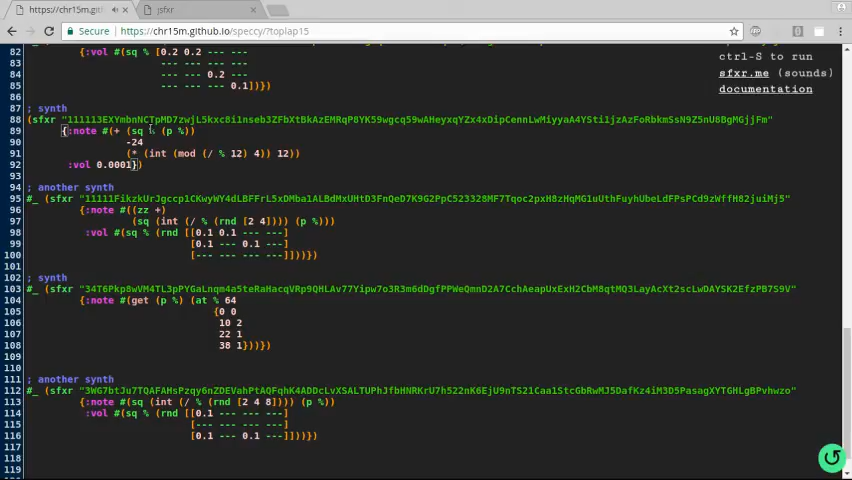 chr15m.github.io
jsfxr
Secure
https://chr15m.github.io/speccy/?toplap15
82 {:vol #(sq % [0.2 0.2 --- ---
83 --- --- --- ---
84 --- --- 0.2 ---
85 --- --- --- 0.1])})
86
87 ; synth
88 (sfxr
89 {:note #(+ (sq % (p %))
90 -24
91 (* (int (mod (/ % 12) 4)) 12))
92 :vol 0.0001})
93
94 ; another synth
95 #_ (sfxr
96 {:note #((zz +)
97 (sq (int (/ % (rnd [2 4]))) (p %)))
98 :vol #(sq % (rnd [[0.1 0.1 --- ---]
99 [0.1 --- 0.1 ---]
100 [--- --- --- ---]]))})
101
102 ; synth
103 #_ (sfxr
104 {:note #(get (p %) (at % 64
105 {0 0
106 10 2
107 22 1
108 38 1}))})
109
110
111 ; another synth
112 #_ (sfxr
113 {:note #(sq (int (/ % (rnd [2 4 8]))) (p %))
114 :vol #(sq % (rnd [[0.1 --- --- ---]
115 [--- --- --- ---]
116 [0.1 --- 0.1 ---]]))})
117
118
119
ctrl-S to run
sfxr.me (sounds)
documentation